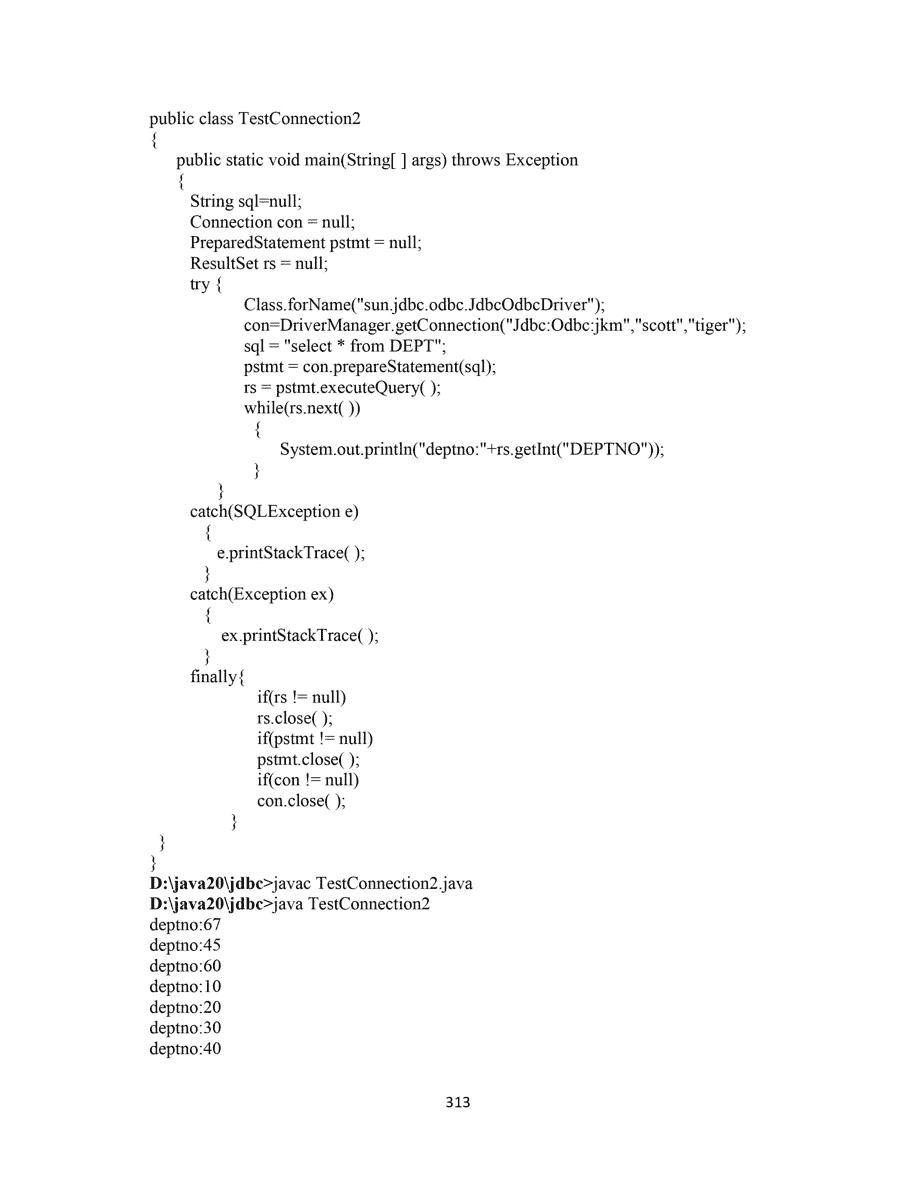 public class TestConnection2
{
public static void main(String[ ] args) throws Exception
{
String sql=null;
Connection con = null;
PreparedStatement pstmt = null;
ResultSet rs = null;
try {
Class.forName("sun.jdbc.odbc.JdbcOdbcDriver");
con=DriverManager.getConnection("Jdbc:Odbc:jkm","scott","tiger");
sql = "select * from DEPT";
pstmt = con.prepareStatement(sql);
rs = pstmt.executeQuery( );
while(rs.next( ))
{
System.out.println("deptno:"+rs.getInt("DEPTNO"));
}
}
catch(SQLException e)
{
e.printStackTrace( );
}
catch(Exception ex)
{
ex.printStackTrace( );
}
finally{
if(rs != null)
rs.close( );
if(pstmt != null)
pstmt.close( );
if(con != null)
con.close( );
}
}
}
D:\java20\jdbc>javac TestConnection2.java
D:\java20\jdbc>java TestConnection2
deptno:67
deptno:45
deptno:60
deptno:10
deptno:20
deptno:30
deptno:40
313